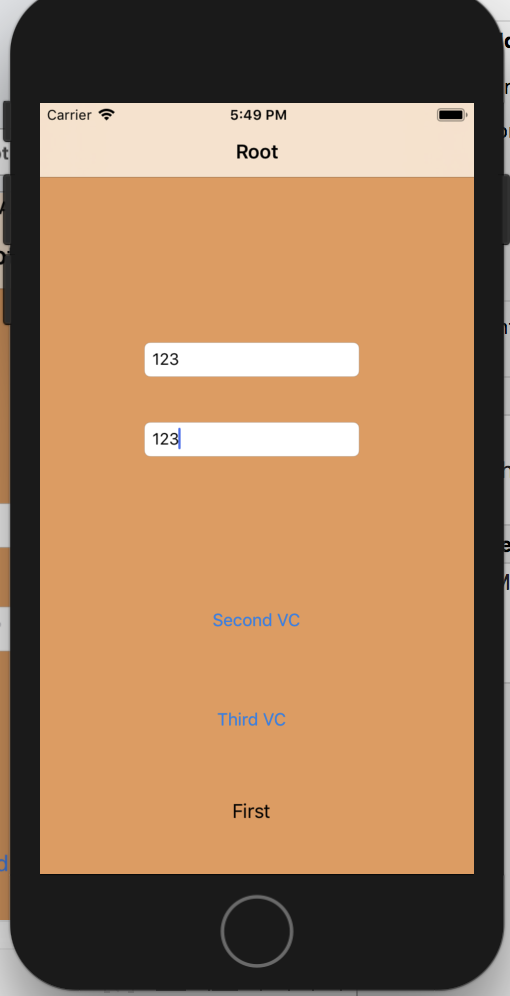 Carrier 5:49 PM
Root
123
123
Second VC
Third VC
First